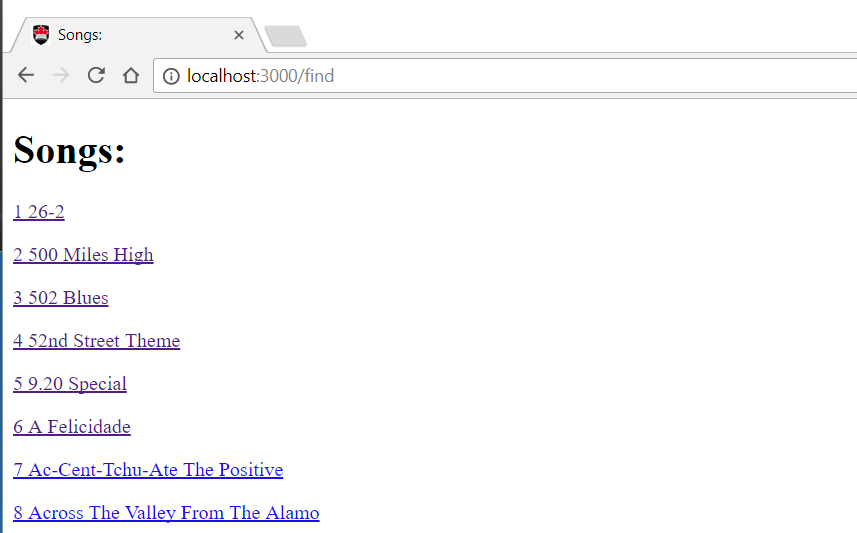 Songs:
localhost:3000/find
Songs:
1 26-2
2 500 Miles High
3 502 Blues
4 52nd Street Theme
5 9.20 Special
6 A Felicidade
7 Ac-Cent-Tchu-Ate The Positive
8 Across The Valley From The Alamo